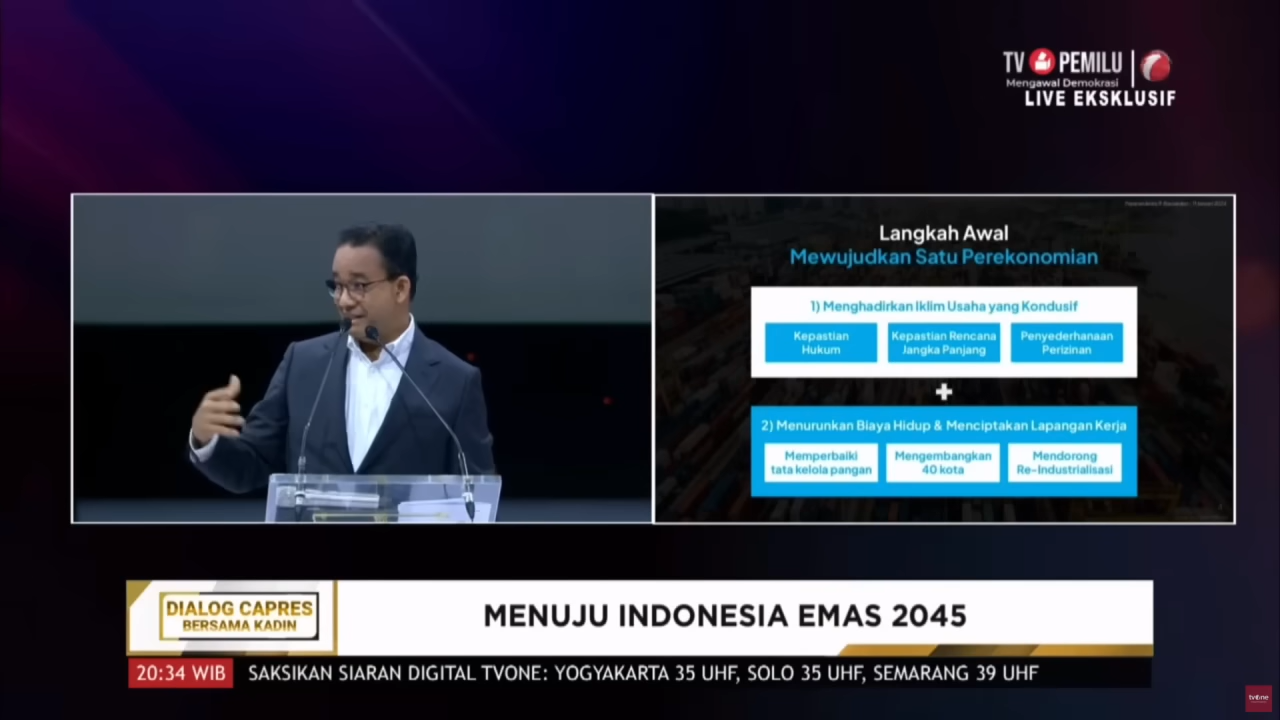 TV PEMILU
Mengawal Demokrasi
LIVE EKSKLUSIF
Langkah Awal
Mewujudkan Satu Perekonomian
1) Menghadirkan Iklim Usaha yang Kondusif
Kepastian
Hukum
Kepastian Rencana
Jangka Panjang
Penyederhanaan
Perizinan
+
2) Menurunkan Biaya Hidup & Menciptakan Lapangan Kerja
Memperbaiki
tata kelola pangan
Mengembangkan
40 kota
Mendorong
Re-Industrialisasi
DIALOG CAPRES
BERSAMA KADIN
MENUJU INDONESIA EMAS 2045
20:34 WIB SAKSIKAN SIARAN DIGITAL TVONE: YOGYAKARTA 35 UHF, SOLO 35 UHF, SEMARANG 39 UHF
tvOne